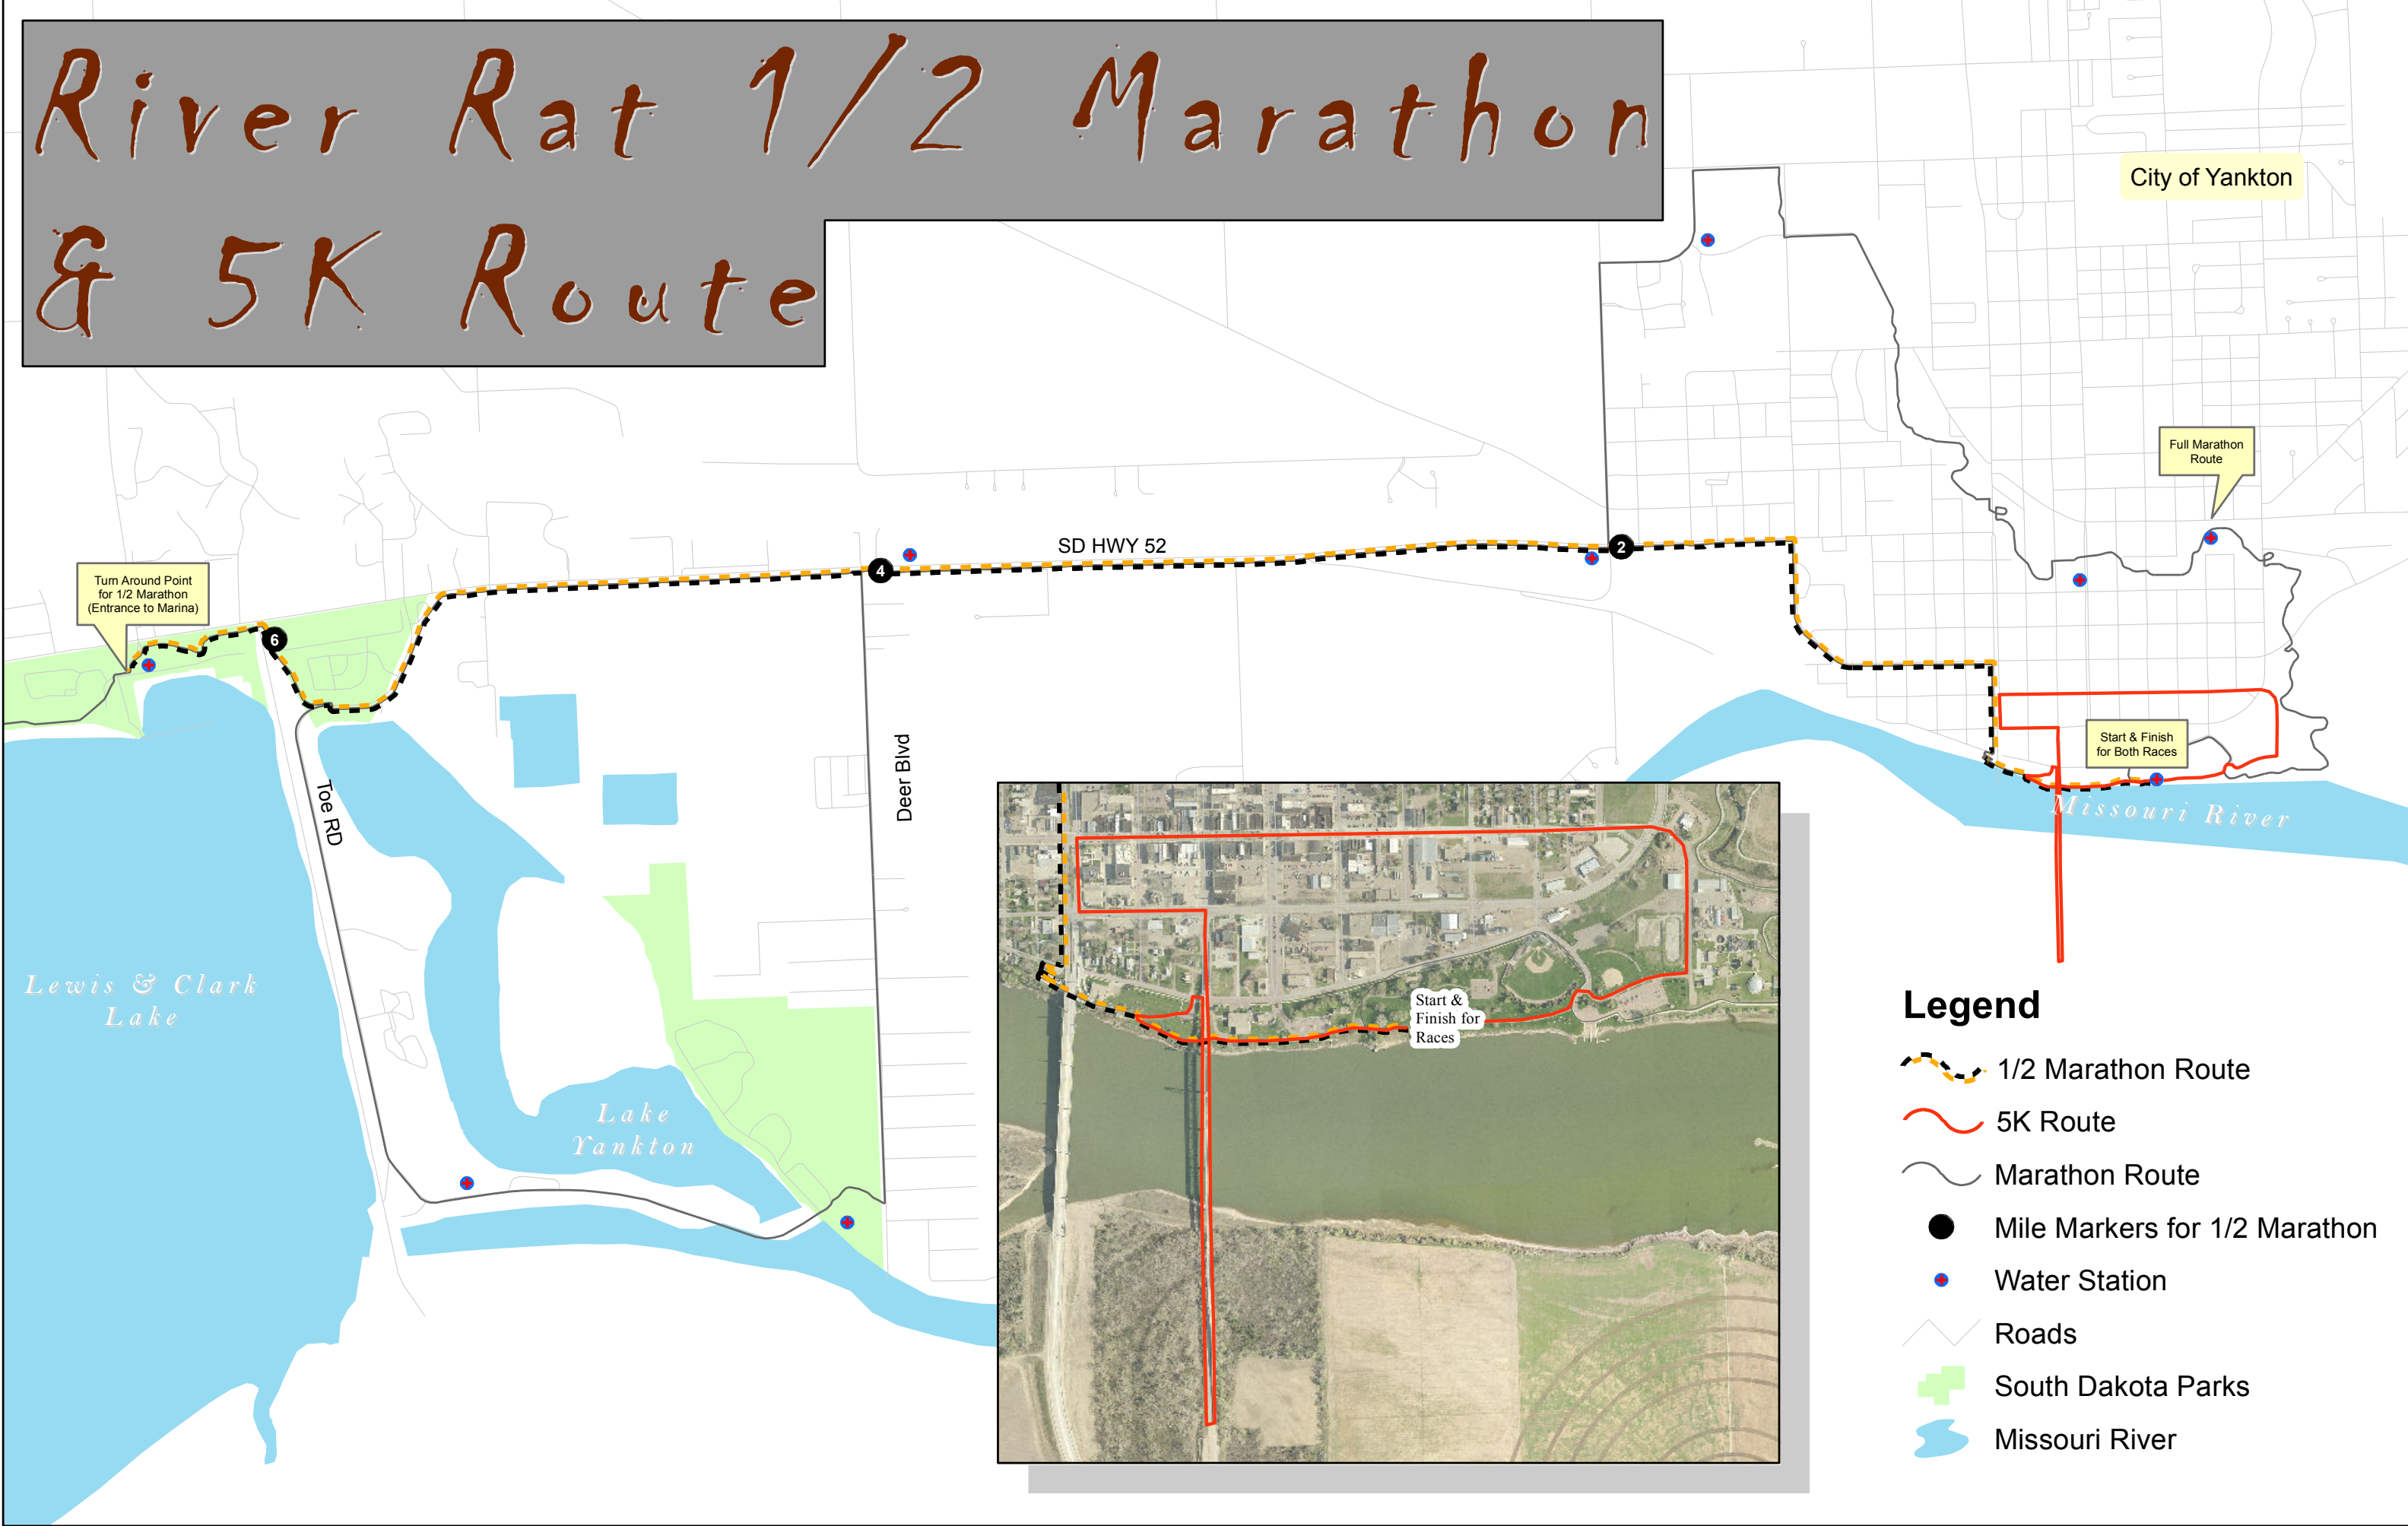 River Rat 1/2 Marathon
& 5K Route
City of Yankton
Full Marathon
Route
SD HWY 52
2
4
6
Turn Around Point
for 1/2 Marathon
(Entrance to Marina)
Start & Finish
for Both Races
Missouri River
Deer Blvd
Toe RD
Lewis & Clark
Lake
Lake
Yankton
Start &
Finish for
Races
Legend
1/2 Marathon Route
5K Route
Marathon Route
Mile Markers for 1/2 Marathon
Water Station
Roads
South Dakota Parks
Missouri River